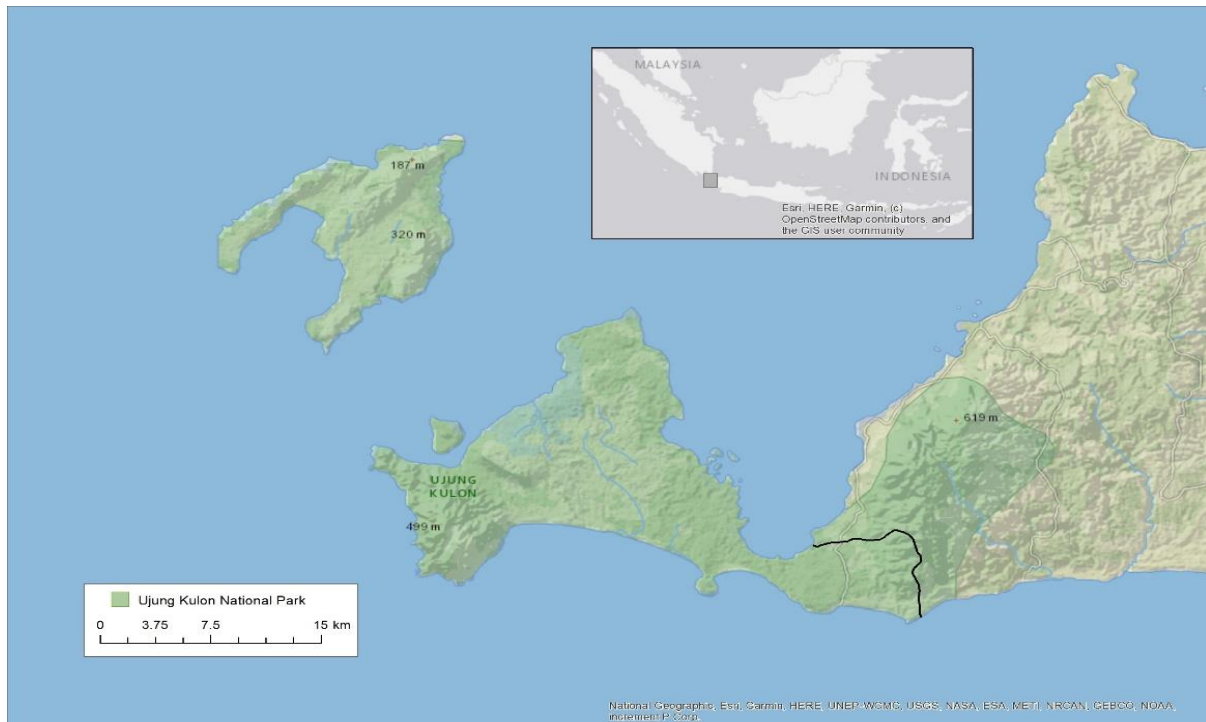 MALAYSIA
INDONESIA
Esri, HERE, Garmin, (c)
OpenStreetMap contributors, and
the GIS user community
187 m
320 m
619 m
UJUNG
KULON
499 m
Ujung Kulon National Park
0 3.75 7.5 15 km
National Geographic, Esri, Garmin, HERE, UNEP-WCMC, USGS, NASA, ESA, METI, NRCAN, GEBCO, NOAA,
increment P Corp.